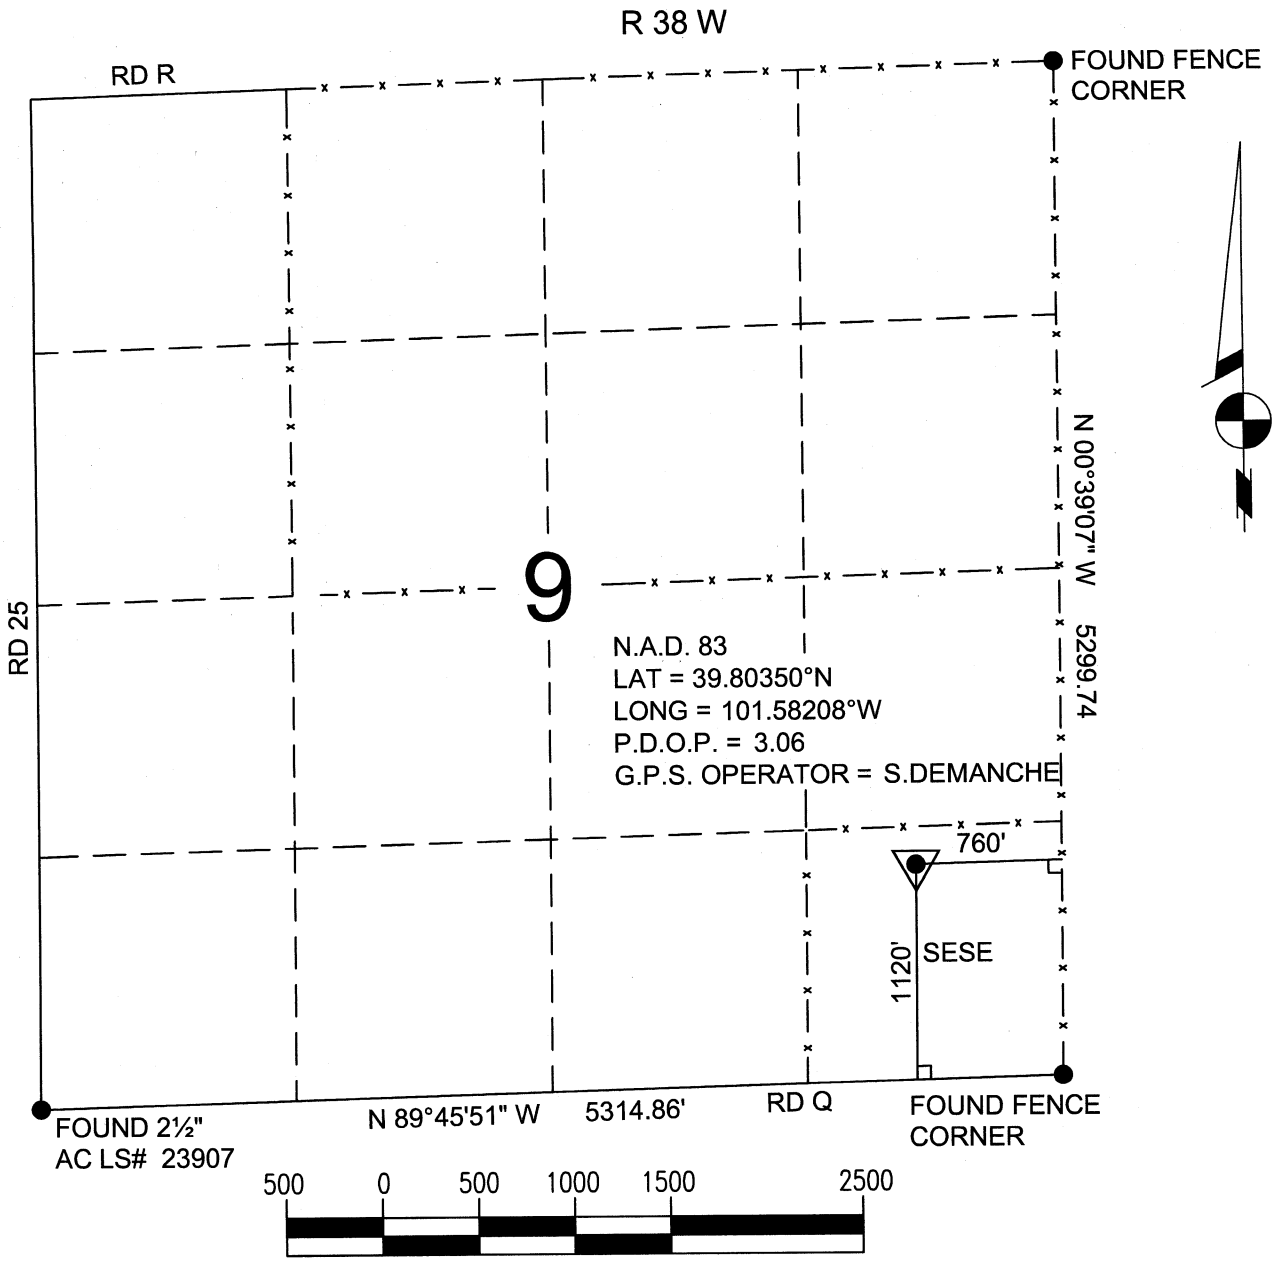 R 38 W
RD R
FOUND FENCE
CORNER
N 00°39'07" W 5299.74
RD 25
9
N.A.D. 83
LAT = 39.80350°N
LONG = 101.58208°W
P.D.O.P. = 3.06
G.P.S. OPERATOR = S.DEMANCHE
760'
1120'
SESE
N 89°45'51" W 5314.86'
RD Q
FOUND FENCE
CORNER
FOUND 2½"
AC LS# 23907
500 0 500 1000 1500 2500